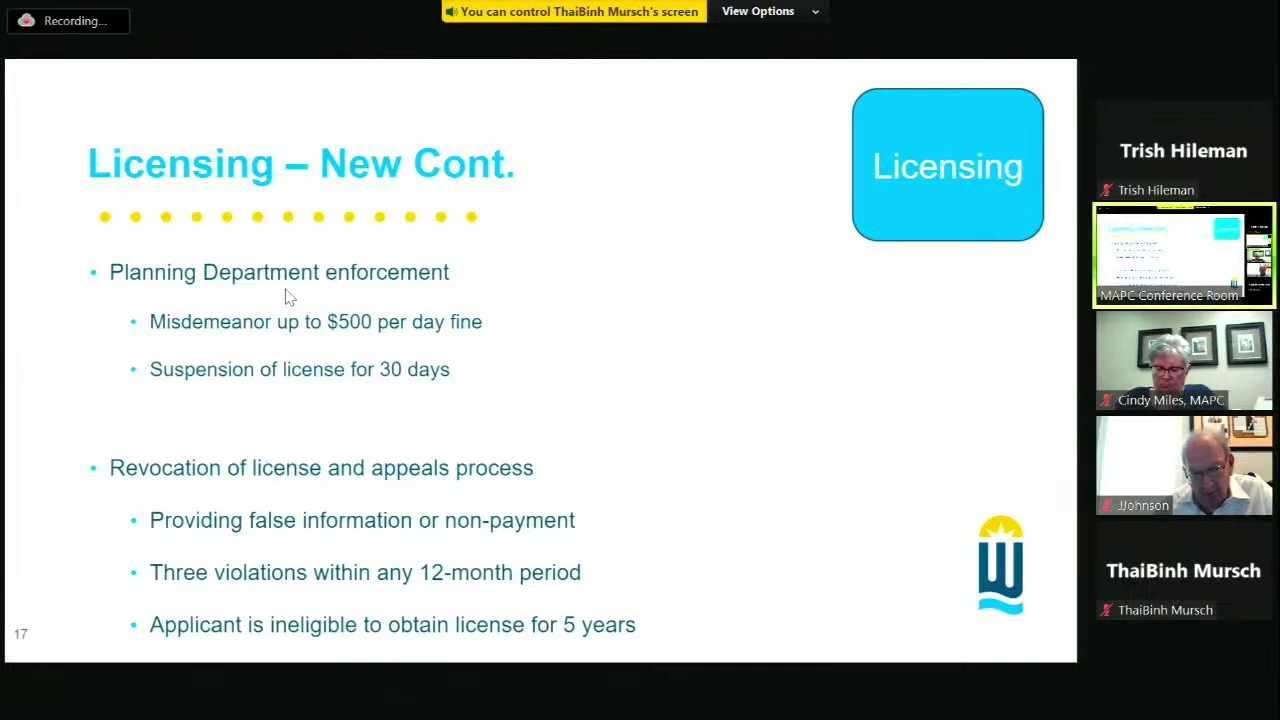 Recording...
You can control ThaiBinh Mursch's screen
View Options
Licensing – New Cont.
Licensing
• Planning Department enforcement
• Misdemeanor up to $500 per day fine
• Suspension of license for 30 days
• Revocation of license and appeals process
• Providing false information or non-payment
• Three violations within any 12-month period
• Applicant is ineligible to obtain license for 5 years
17
Trish Hileman
Trish Hileman
MAPC Conference Room
Cindy Miles, MAPC
JJohnson
ThaiBinh Mursch
ThaiBinh Mursch